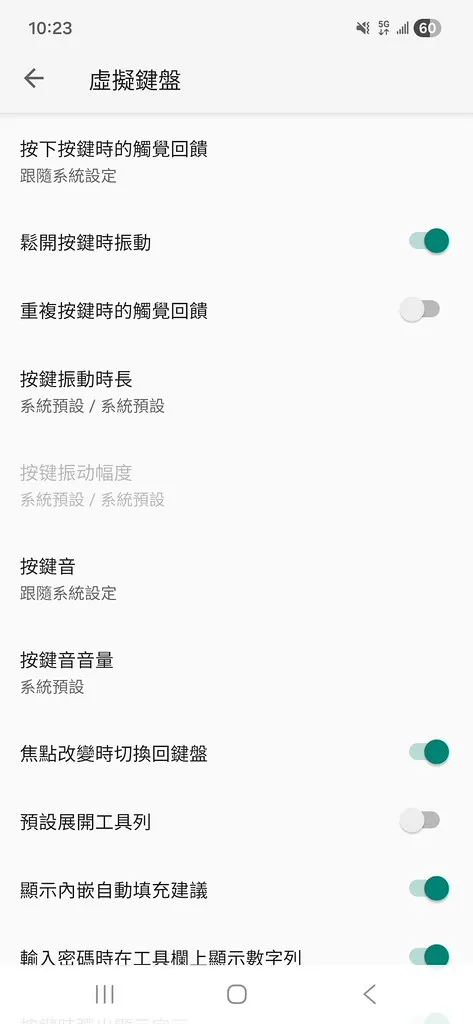 10:23
5G
60
虛擬鍵盤
按下按鍵時的觸覺回饋
跟隨系統設定
鬆開按鍵時振動
重複按鍵時的觸覺回饋
按鍵振動時長
系統預設 / 系統預設
按鍵振动幅度
系統預設 / 系統預設
按鍵音
跟隨系統設定
按鍵音音量
系統預設
焦點改變時切換回鍵盤
預設展開工具列
顯示內嵌自動填充建議
輸入密碼時在工具欄上顯示數字列